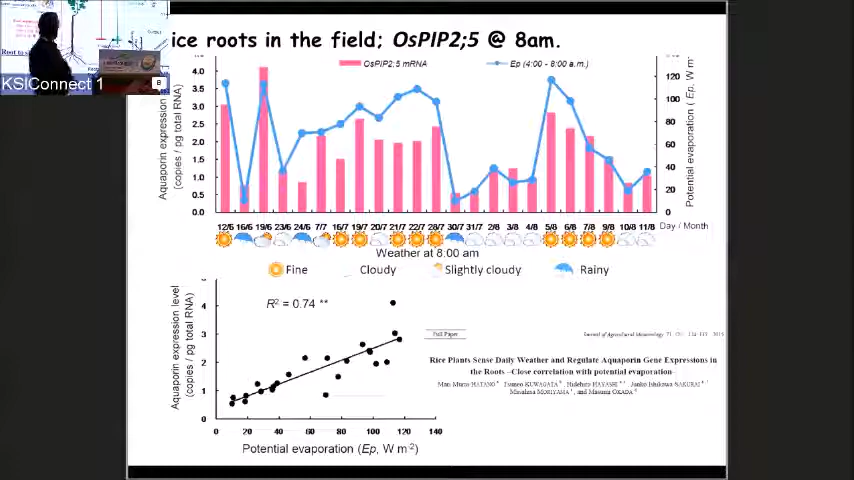 ice roots in the field; OsPIP2;5 @ 8am.
KSIConnect 1
OsPIP2;5 mRNA
Ep (4:00 - 8:00 a.m.)
Aquaporin expression
(copies / pg total RNA)
4.0
3.5
3.0
2.5
2.0
1.5
1.0
0.5
0.0
120
100
80
60
40
20
0
Potential evaporation ( Ep, W m
12/6 16/6 19/6 23/6 24/6 7/7 16/7 19/7 20/7 21/7 22/7 28/7 30/7 31/7 2/8 3/8 4/8 5/8 6/8 7/8 9/8 10/8 11/8 Day / Month
Weather at 8:00 am
Fine Cloudy Slightly cloudy Rainy
Aquaporin expression level
(copies / pg total RNA)
R² = 0.74 **
4
3
2
1
0
0 20 40 60 80 100 120 140
Potential evaporation (Ep, W m-2)
Full Paper
Journal of Agricultural Meteorology
Rice Plants Sense Daily Weather and Regulate Aquaporin Gene Expressions in
the Roots –Close correlation with potential evaporation–